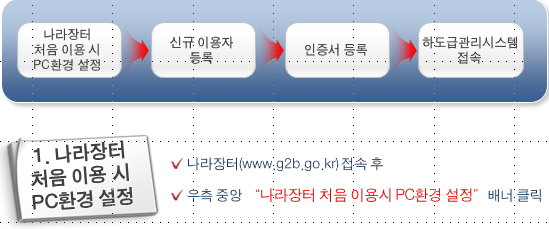 나라장터
처음 이용 시
PC환경 설정
신규 이용자
등록
인증서 등록
하도급관리시스템
접속
1. 나라장터
처음 이용 시
PC환경 설정
나라장터(www.g2b.go.kr) 접속 후
우측 중앙 “나라장터 처음 이용시 PC환경 설정” 배너 클릭